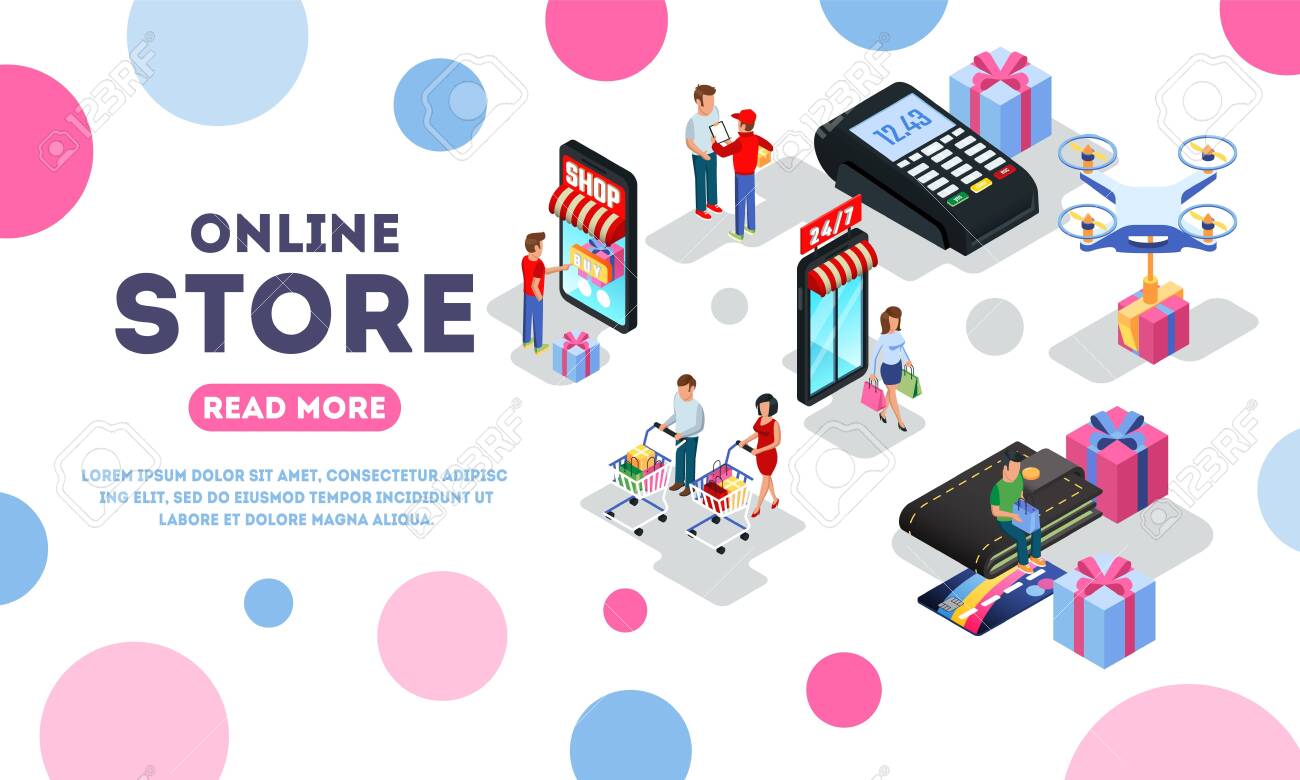 ONLINE
STORE
READ MORE
LOREM IPSUM DOLOR SIT AMET, CONSECTETUR ADIPISC
ING ELIT, SED DO EIUSMOD TEMPOR INCIDIDUNT UT
LABORE ET DOLORE MAGNA ALIQUA.
SHOP
BUY
24/7
12.43
123RF